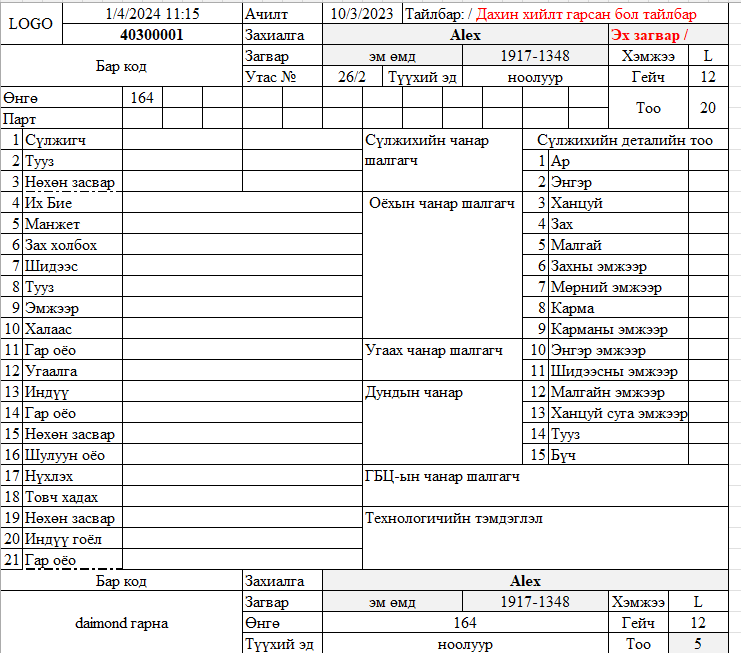 LOGO 1/4/2024 11:15 Ачилт 10/3/2023 Тайлбар: / Дахин хийлт гарсан бол тайлбар
40300001 Захиалга Alex Эх загвар /
Бар код Загвар эм өмд 1917-1348 Хэмжээ L
Утас № 26/2 Түүхий эд ноолуур Гейч 12
Өнгө 164 Тоо 20
Парт
1 Сүлжигч Сүлжихийн чанар шалгагч Сүлжихийн деталийн тоо
2 Тууз 1 Ар
3 Нөхөн засвар 2 Энгэр
4 Их Бие Оёхын чанар шалгагч 3 Ханцуй
5 Манжет 4 Зах
6 Зах холбох 5 Малгай
7 Шидээс 6 Захны эмжээр
8 Тууз 7 Мөрний эмжээр
9 Эмжээр 8 Карма
10 Халаас 9 Карманы эмжээр
11 Гар оёо Угаах чанар шалгагч 10 Энгэр эмжээр
12 Угаалга 11 Шидээсны эмжээр
13 Индүү Дундын чанар 12 Малгайн эмжээр
14 Гар оёо 13 Ханцуй суга эмжээр
15 Нөхөн засвар 14 Тууз
16 Шулуун оёо 15 Бүч
17 Нүхлэх ГБЦ-ын чанар шалгагч
18 Товч хадах
19 Нөхөн засвар Технологичийн тэмдэглэл
20 Индүү гоёл
21 Гар оёо
Бар код Захиалга Alex
daimond гарна Загвар эм өмд 1917-1348 Хэмжээ L
Өнгө 164 Гейч 12
Түүхий эд ноолуур Тоо 5